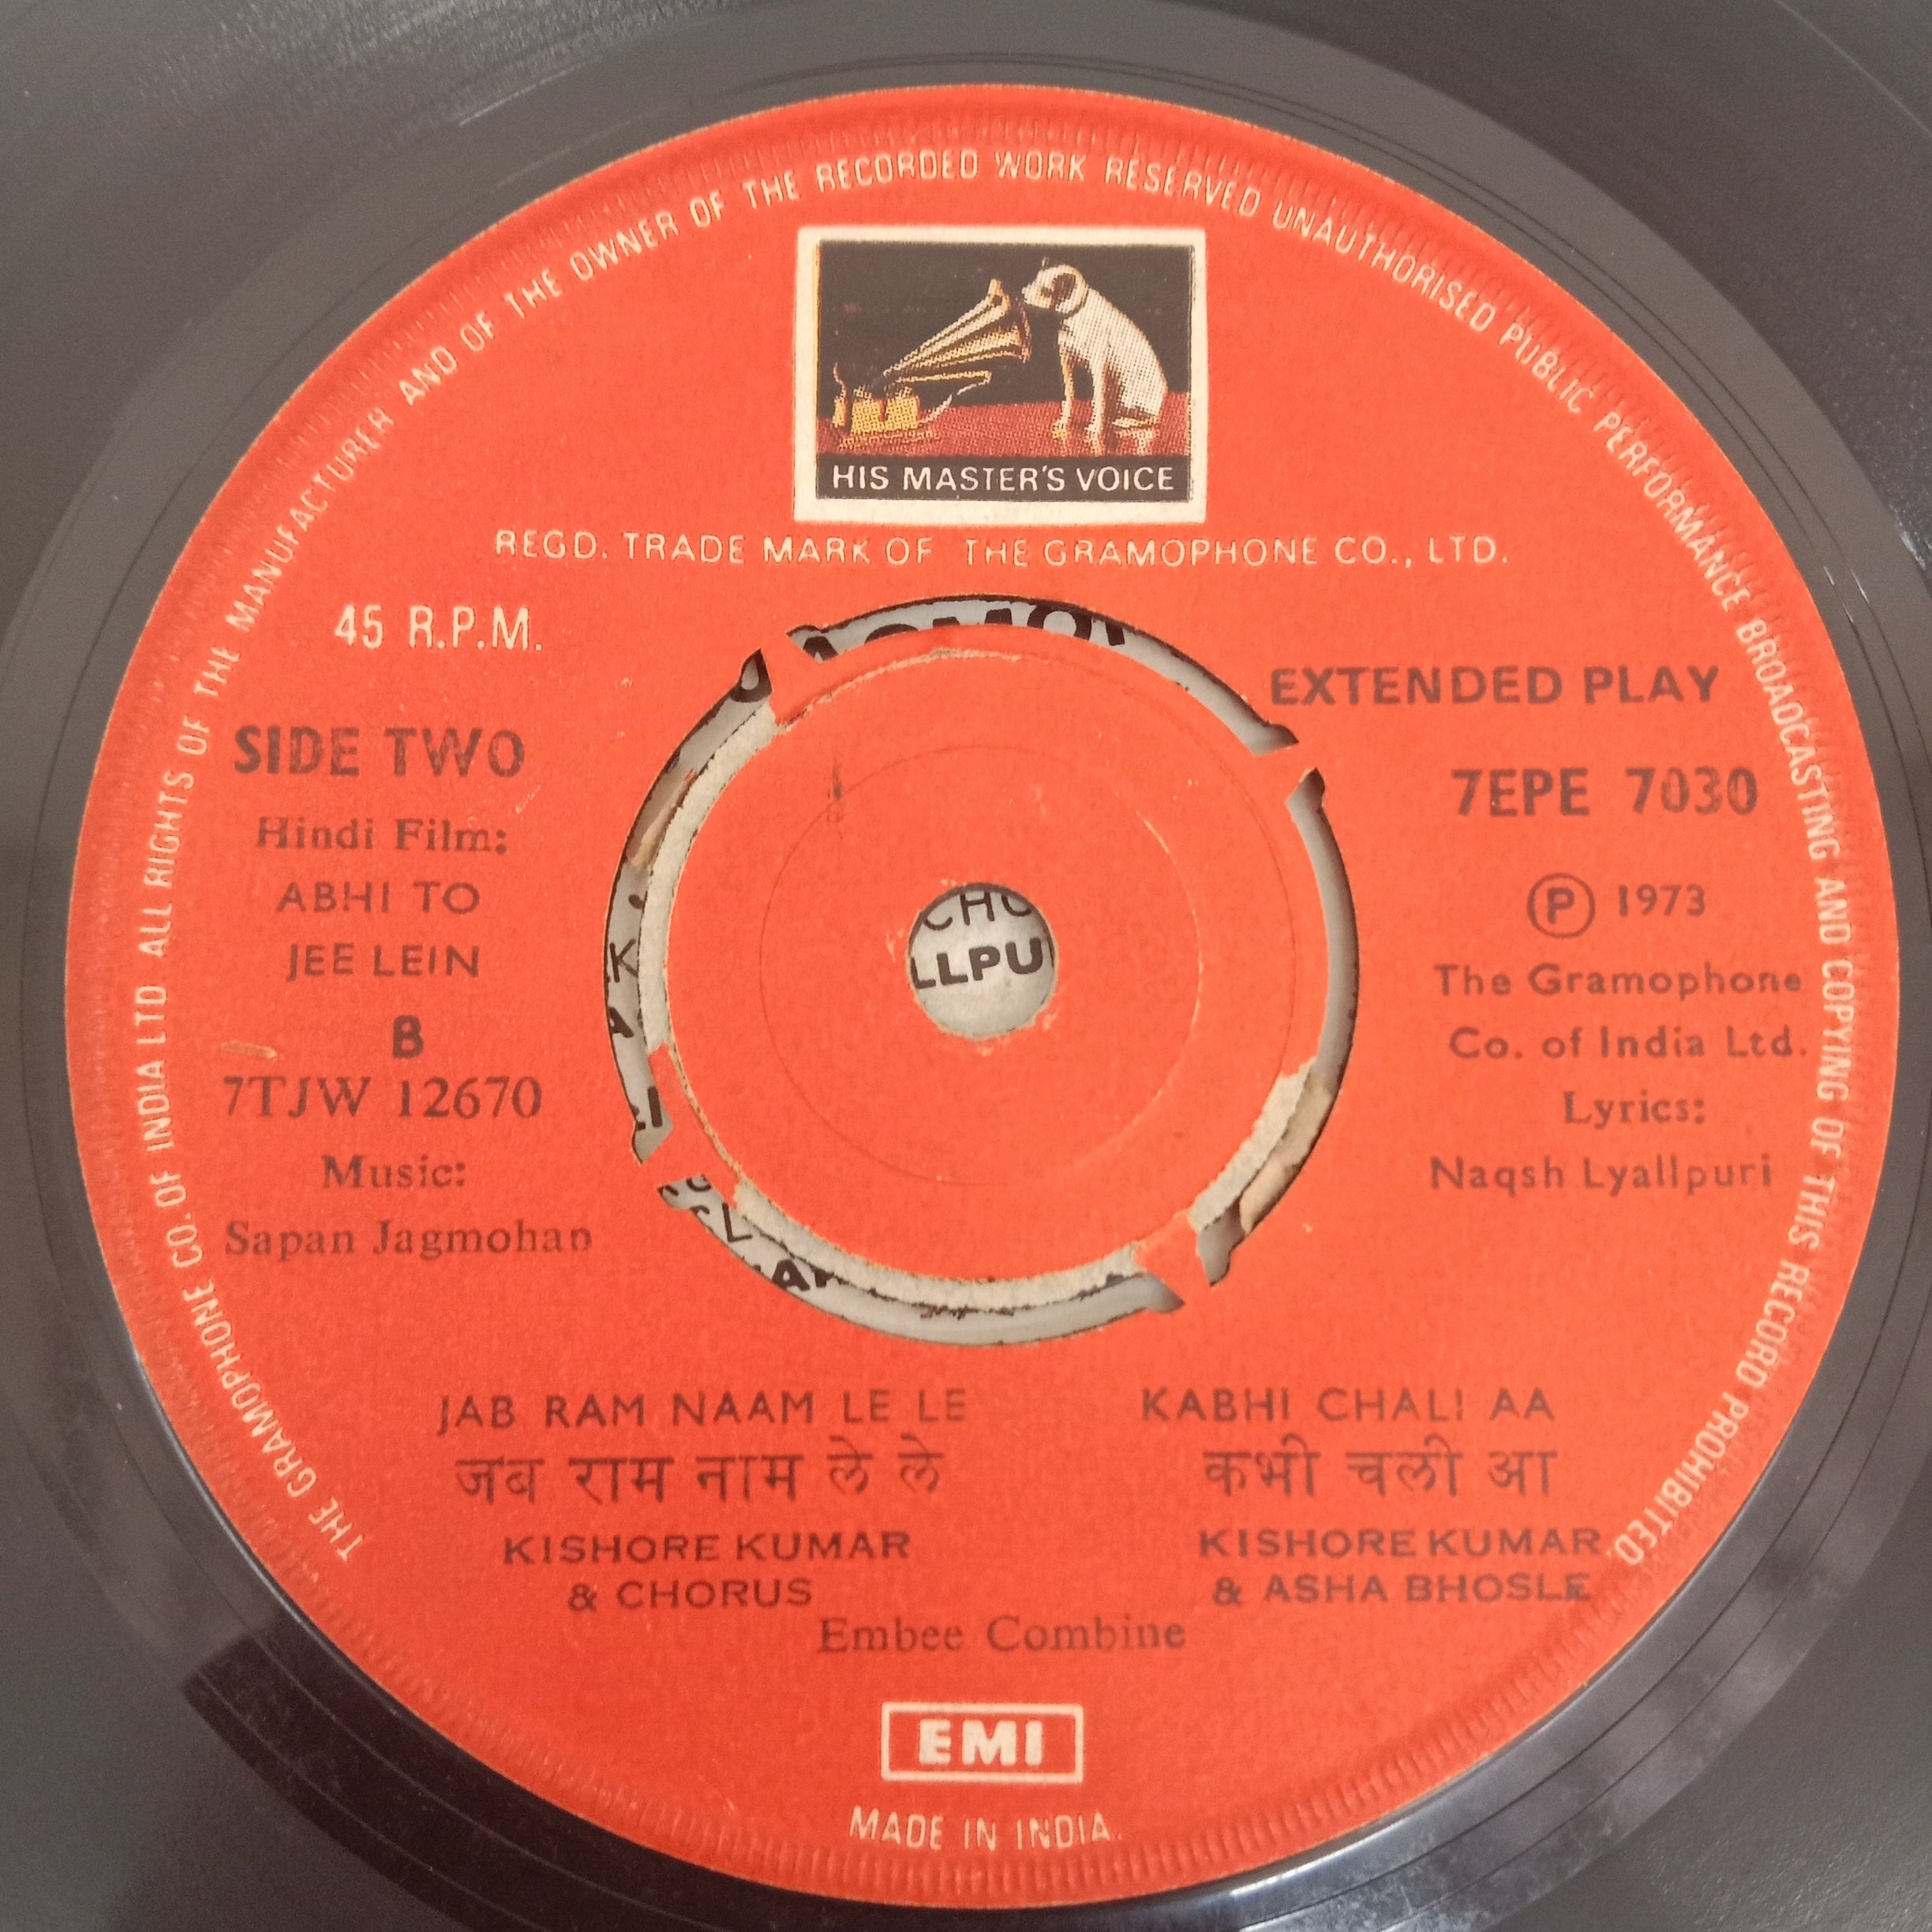 THE GRAMOPHONE CO. OF INDIA LTD. ALL RIGHTS OF THE MANUFACTURER AND OF THE OWNER OF THE RECORDED WORK RESERVED UNAUTHORISED PUBLIC PERFORMANCE BROADCASTING AND COPYING OF THIS RECORD PROHIBITED
HIS MASTER'S VOICE
REGD. TRADE MARK OF THE GRAMOPHONE CO., LTD.
45 R.P.M.
SIDE TWO
Hindi Film:
ABHI TO
JEE LEIN
B
7TJW 12670
Music:
Sapan Jagmohan
EXTENDED PLAY
7EPE 7030
Ⓟ 1973
The Gramophone
Co. of India Ltd.
Lyrics:
Naqsh Lyallpuri
JAB RAM NAAM LE LE
जब राम नाम ले ले
KISHORE KUMAR
& CHORUS
KABHI CHALI AA
कभी चली आ
KISHORE KUMAR
& ASHA BHOSLE
Embee Combine
EMI
MADE IN INDIA.